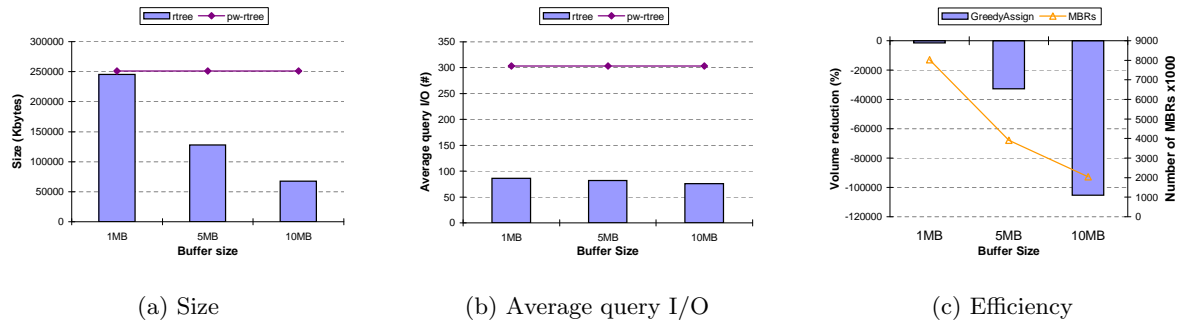 rtree pw-rtree
300000
250000
200000
150000
100000
50000
0
Size (Kbytes)
1MB 5MB 10MB
Buffer size
(a) Size
rtree pw-rtree
350
300
250
200
150
100
50
0
Average query I/O (#)
1MB 5MB 10MB
Buffer Size
(b) Average query I/O
GreedyAssign MBRs
0
-20000
-40000
-60000
-80000
-100000
-120000
Volume reduction (%)
9000
8000
7000
6000
5000
4000
3000
2000
1000
0
Number of MBRs x1000
1MB 5MB 10MB
Buffer Size
(c) Efficiency